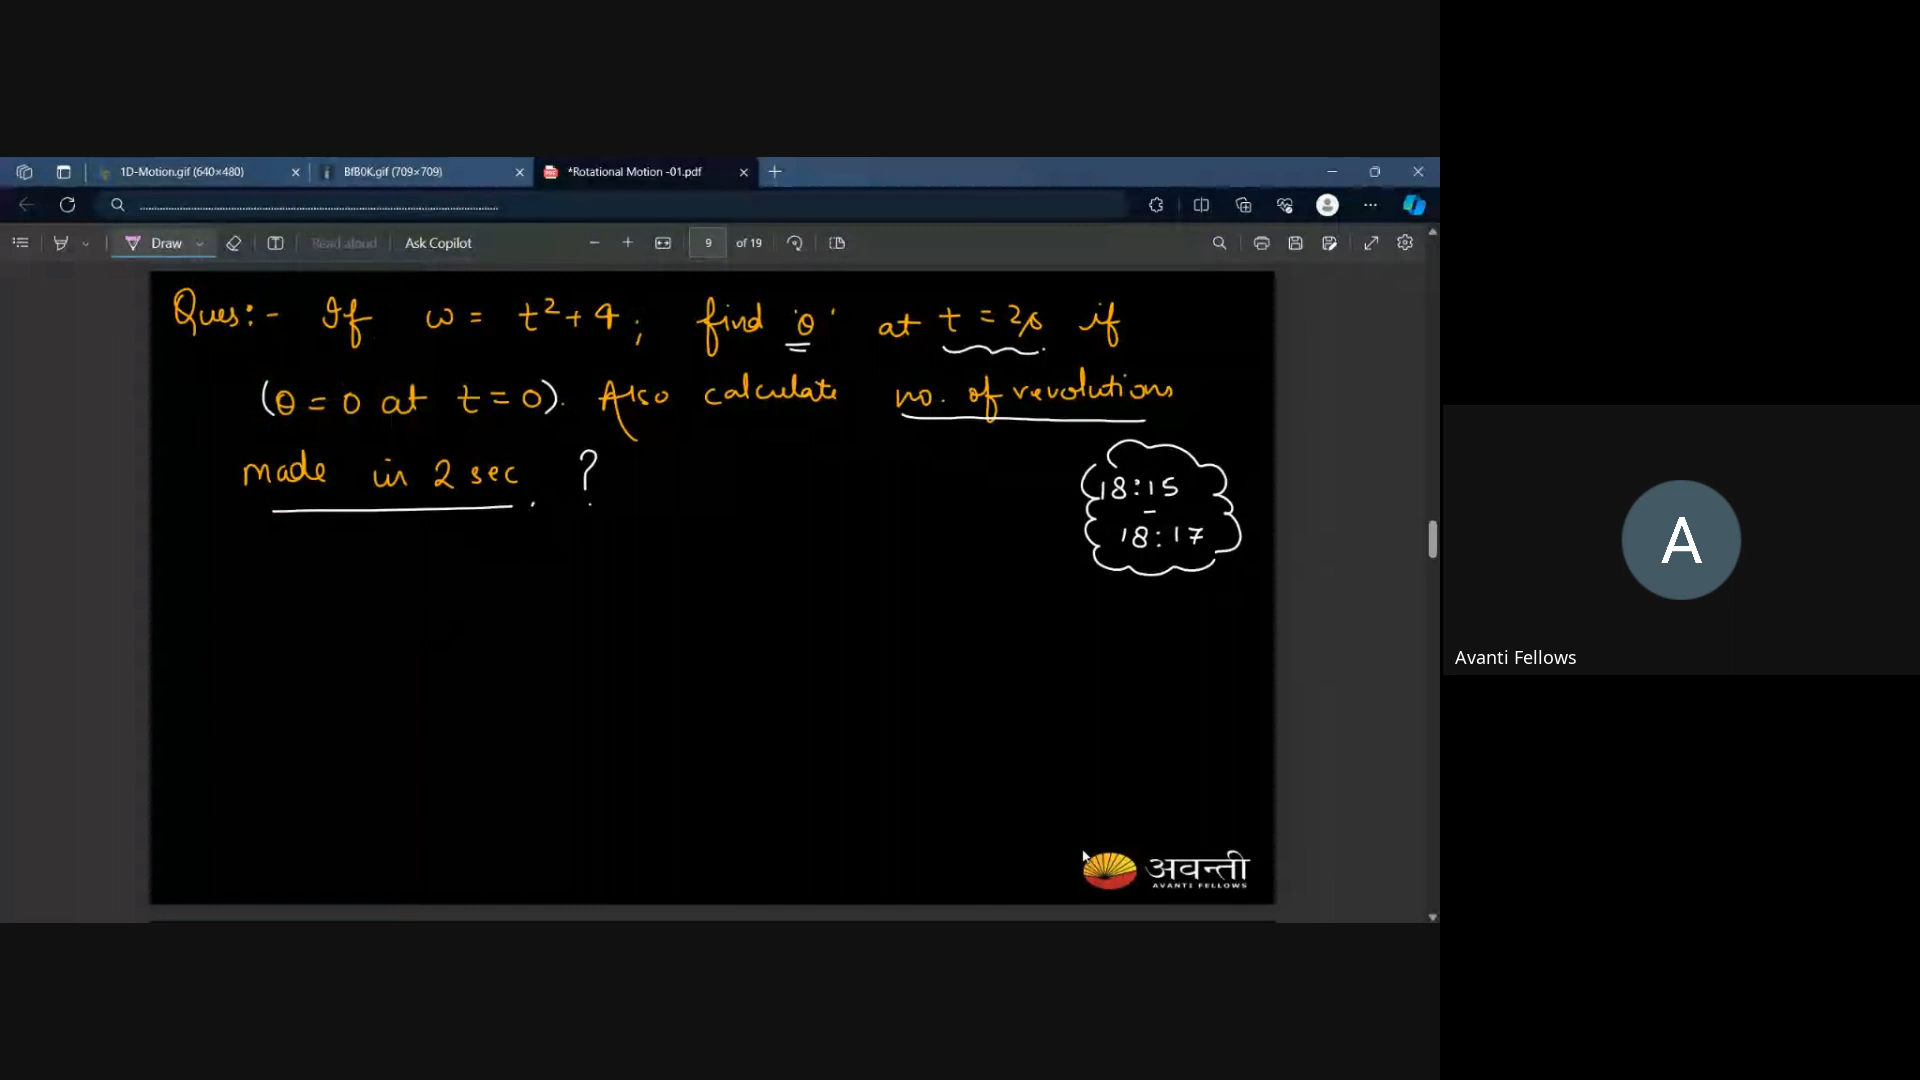 1D-Motion.gif (640×480)
BfB0K.gif (709×709)
*Rotational Motion -01.pdf
Draw
Read aloud
Ask Copilot
9 of 19
Ques:- If ω = t²+4; find 'θ' at t = 2s if
(θ = 0 at t = 0). Also calculate no. of revolutions
made in 2 sec. ?
18:15
-
18:17
अवन्ती
AVANTI FELLOWS
A
Avanti Fellows